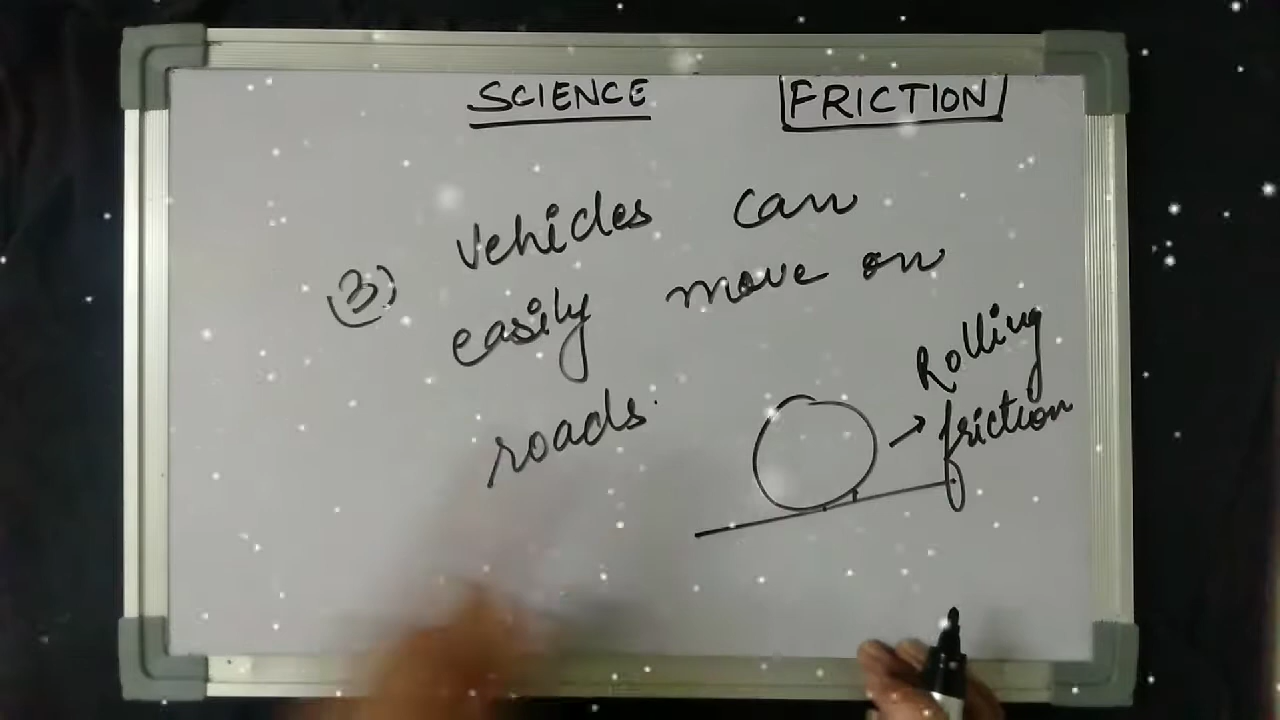 SCIENCE FRICTION
(3) Vehicles can
easily move on
roads.
Rolling
friction